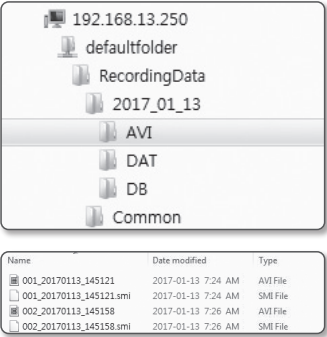 192.168.13.250
defaultfolder
RecordingData
2017_01_13
AVI
DAT
DB
Common
Name Date modified Type
001_20170113_145121 2017-01-13 7:24 AM AVI File
001_20170113_145121.smi 2017-01-13 7:24 AM SMI File
002_20170113_145158 2017-01-13 7:26 AM AVI File
002_20170113_145158.smi 2017-01-13 7:26 AM SMI File